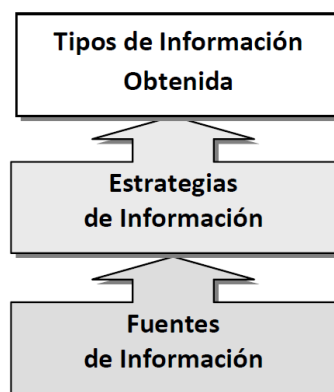 Tipos de Información
Obtenida
Estrategias
de Información
Fuentes
de Información